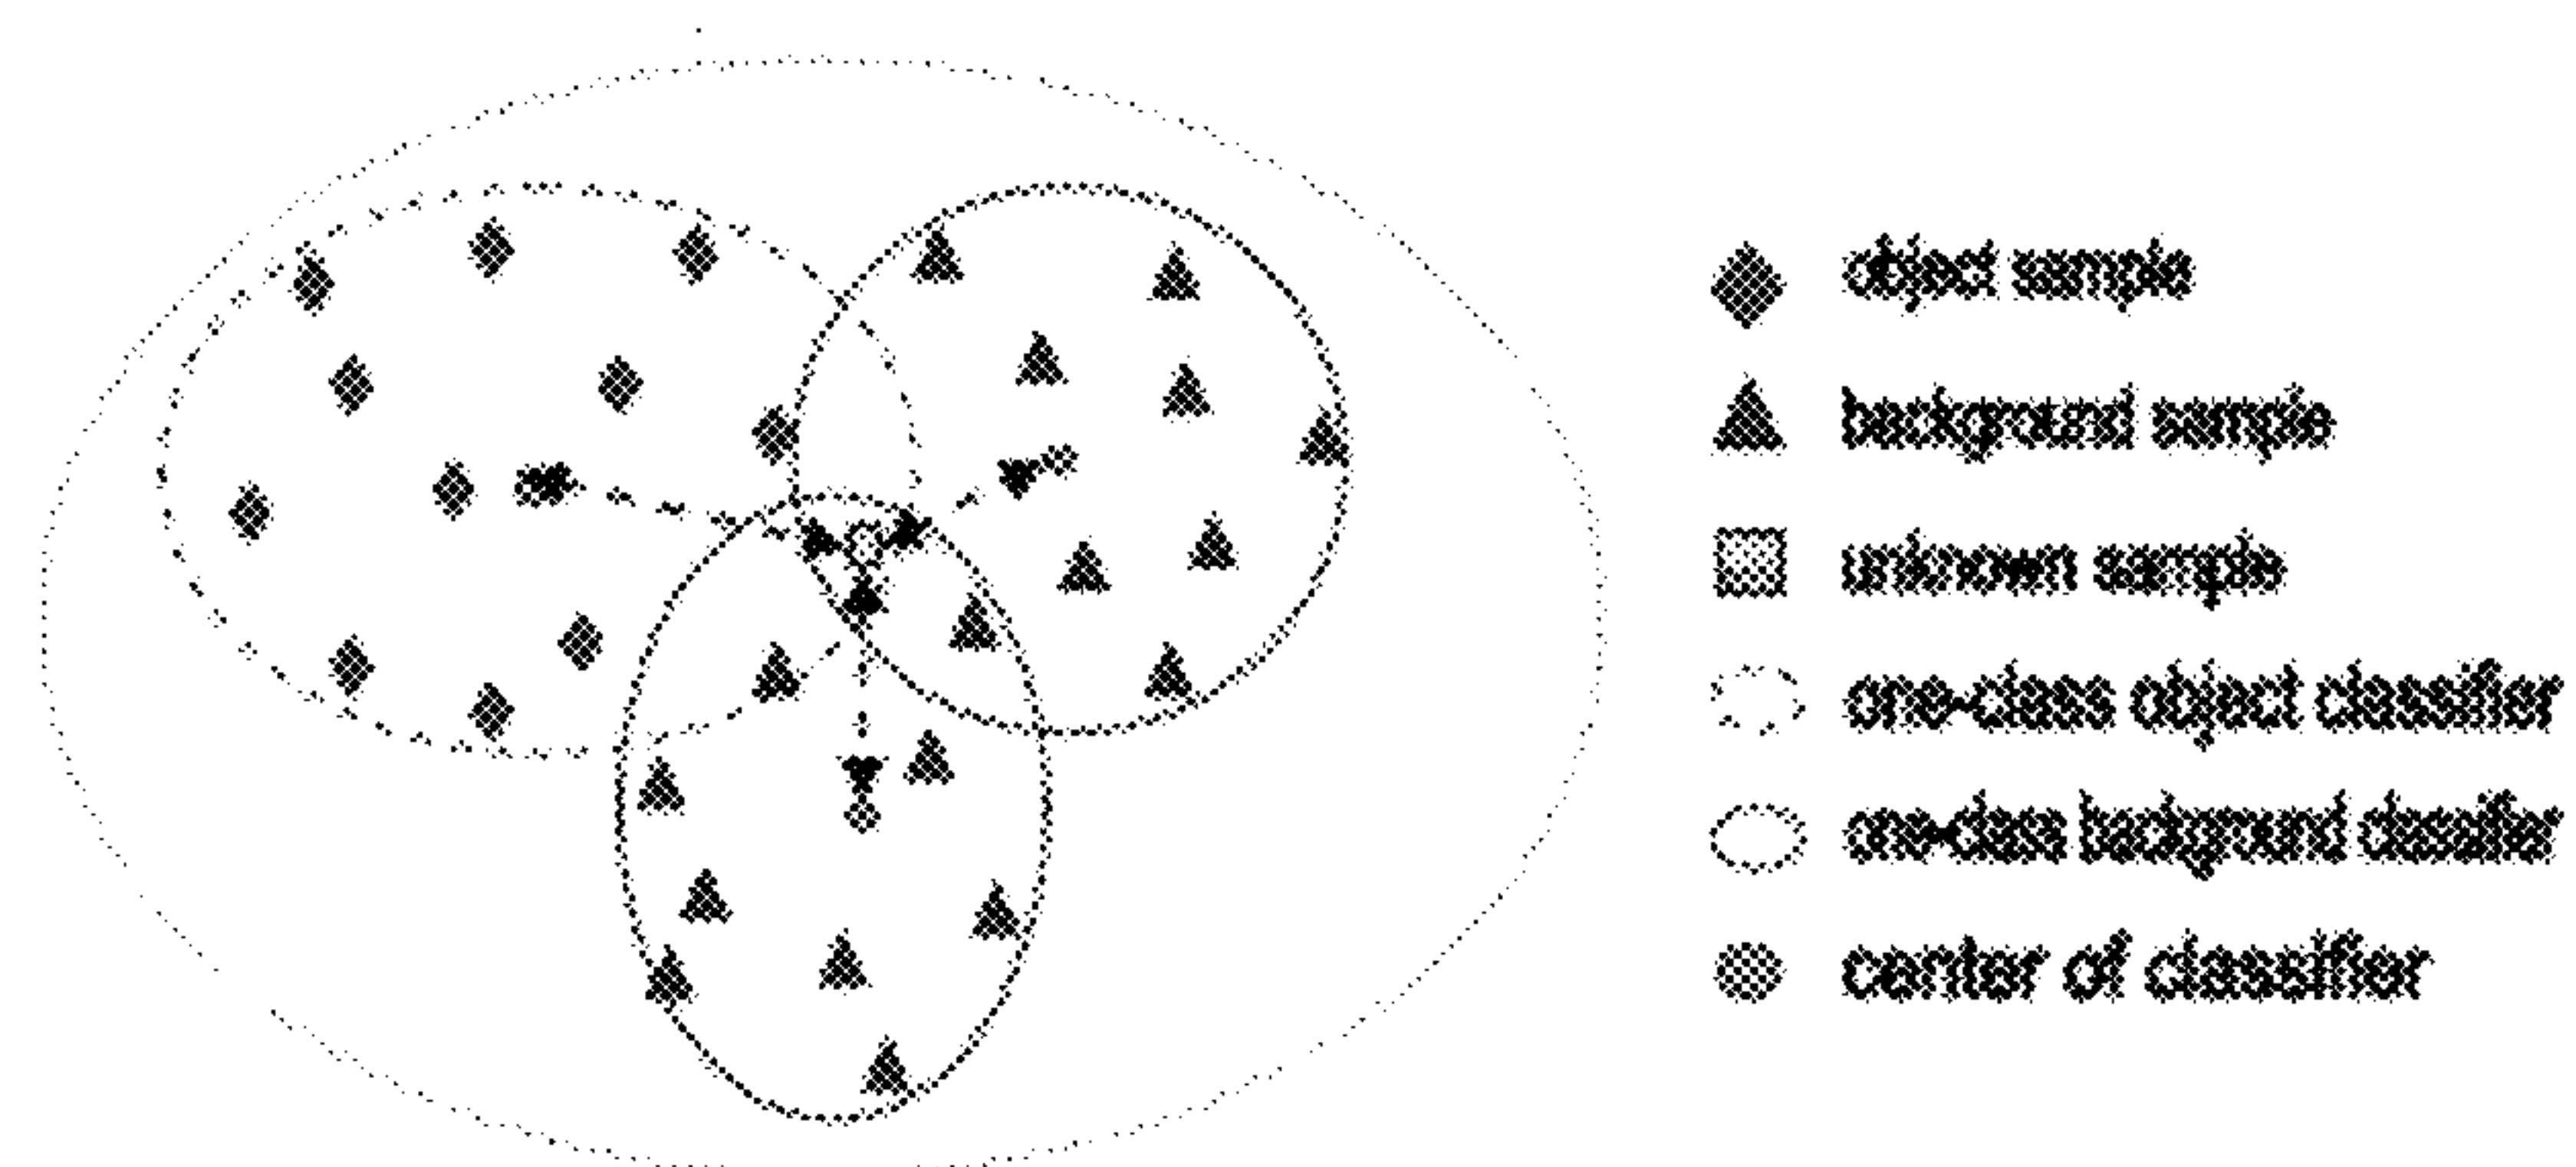 object sample
background sample
unknown sample
one-class object classifier
one-class background classifier
center of classifier